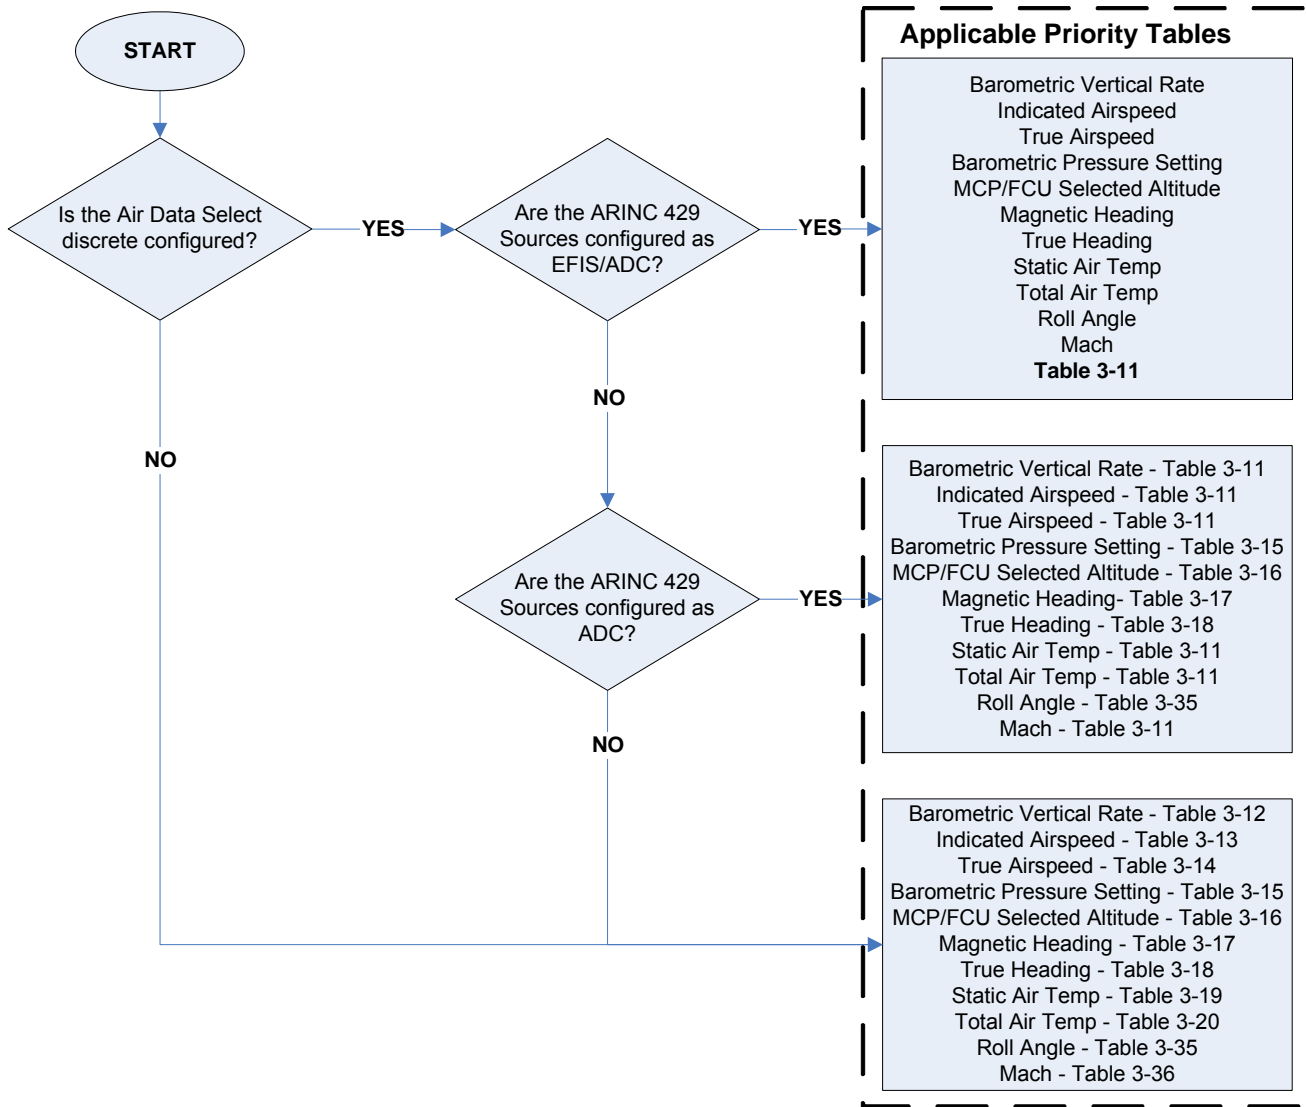 START
Is the Air Data Select
discrete configured?
YES
NO
Are the ARINC 429
Sources configured as
EFIS/ADC?
YES
NO
Are the ARINC 429
Sources configured as
ADC?
YES
NO
Applicable Priority Tables
Barometric Vertical Rate
Indicated Airspeed
True Airspeed
Barometric Pressure Setting
MCP/FCU Selected Altitude
Magnetic Heading
True Heading
Static Air Temp
Total Air Temp
Roll Angle
Mach
Table 3-11
Barometric Vertical Rate - Table 3-11
Indicated Airspeed - Table 3-11
True Airspeed - Table 3-11
Barometric Pressure Setting - Table 3-15
MCP/FCU Selected Altitude - Table 3-16
Magnetic Heading- Table 3-17
True Heading - Table 3-18
Static Air Temp - Table 3-11
Total Air Temp - Table 3-11
Roll Angle - Table 3-35
Mach - Table 3-11
Barometric Vertical Rate - Table 3-12
Indicated Airspeed - Table 3-13
True Airspeed - Table 3-14
Barometric Pressure Setting - Table 3-15
MCP/FCU Selected Altitude - Table 3-16
Magnetic Heading - Table 3-17
True Heading - Table 3-18
Static Air Temp - Table 3-19
Total Air Temp - Table 3-20
Roll Angle - Table 3-35
Mach - Table 3-36